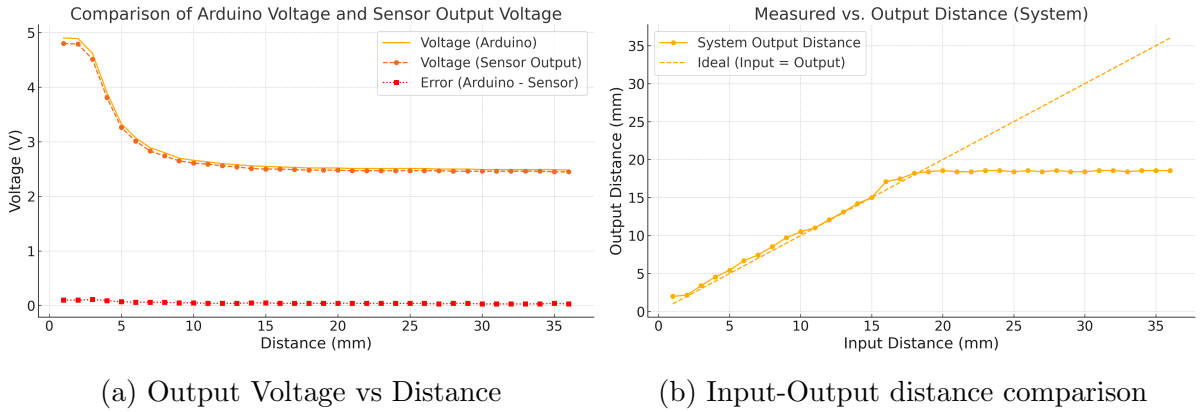 Comparison of Arduino Voltage and Sensor Output Voltage
Voltage (Arduino)
Voltage (Sensor Output)
Error (Arduino - Sensor)
Voltage (V)
5
4
3
2
1
0
0 5 10 15 20 25 30 35
Distance (mm)
(a) Output Voltage vs Distance
Measured vs. Output Distance (System)
System Output Distance
Ideal (Input = Output)
Output Distance (mm)
35
30
25
20
15
10
5
0
0 5 10 15 20 25 30 35
Input Distance (mm)
(b) Input-Output distance comparison